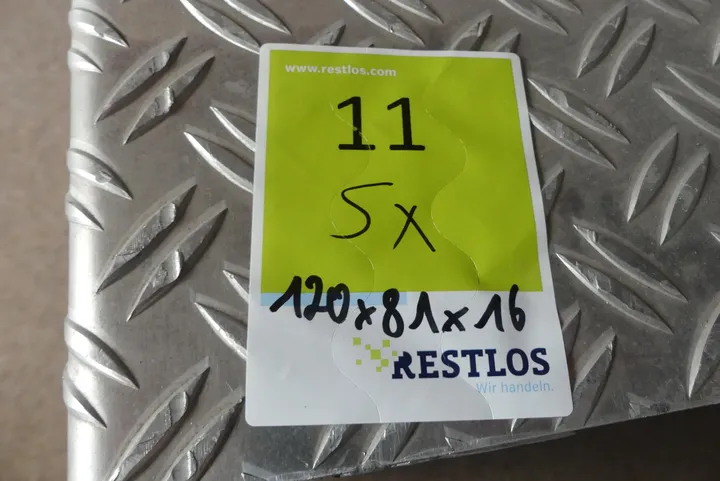 www.restlos.com
11
5x
120x81x16
RESTLOS
Wir handeln.